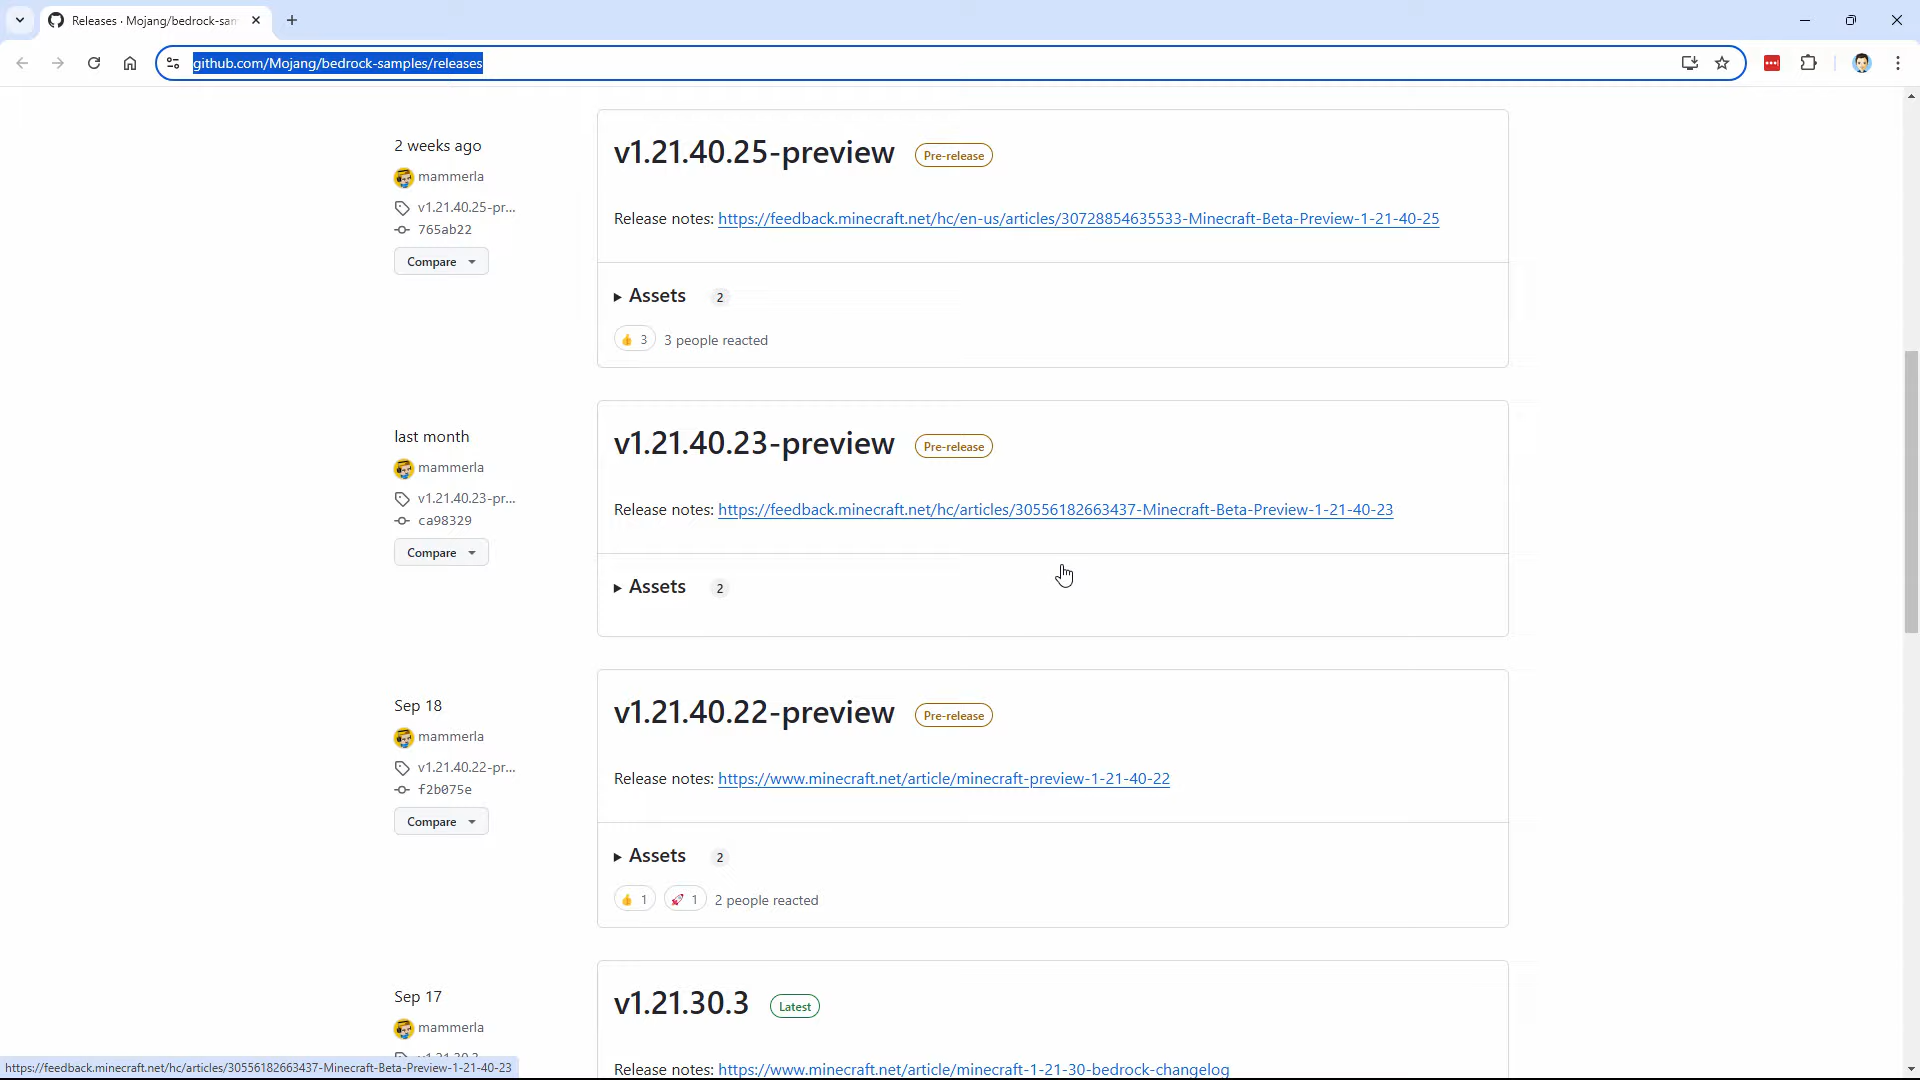 Releases · Mojang/bedrock-sam
github.com/Mojang/bedrock-samples/releases
2 weeks ago
mammerla
v1.21.40.25-pr...
765ab22
Compare
v1.21.40.25-preview
Pre-release
Release notes: https://feedback.minecraft.net/hc/en-us/articles/30728854635533-Minecraft-Beta-Preview-1-21-40-25
Assets 2
👍 3 3 people reacted
last month
mammerla
v1.21.40.23-pr...
ca98329
Compare
v1.21.40.23-preview
Pre-release
Release notes: https://feedback.minecraft.net/hc/articles/30556182663437-Minecraft-Beta-Preview-1-21-40-23
Assets 2
Sep 18
mammerla
v1.21.40.22-pr...
f2b075e
Compare
v1.21.40.22-preview
Pre-release
Release notes: https://www.minecraft.net/article/minecraft-preview-1-21-40-22
Assets 2
👍 1 🚀 1 2 people reacted
Sep 17
mammerla
v1.21.30.3
v1.21.30.3
Latest
Release notes: https://www.minecraft.net/article/minecraft-1-21-30-bedrock-changelog
https://feedback.minecraft.net/hc/articles/30556182663437-Minecraft-Beta-Preview-1-21-40-23